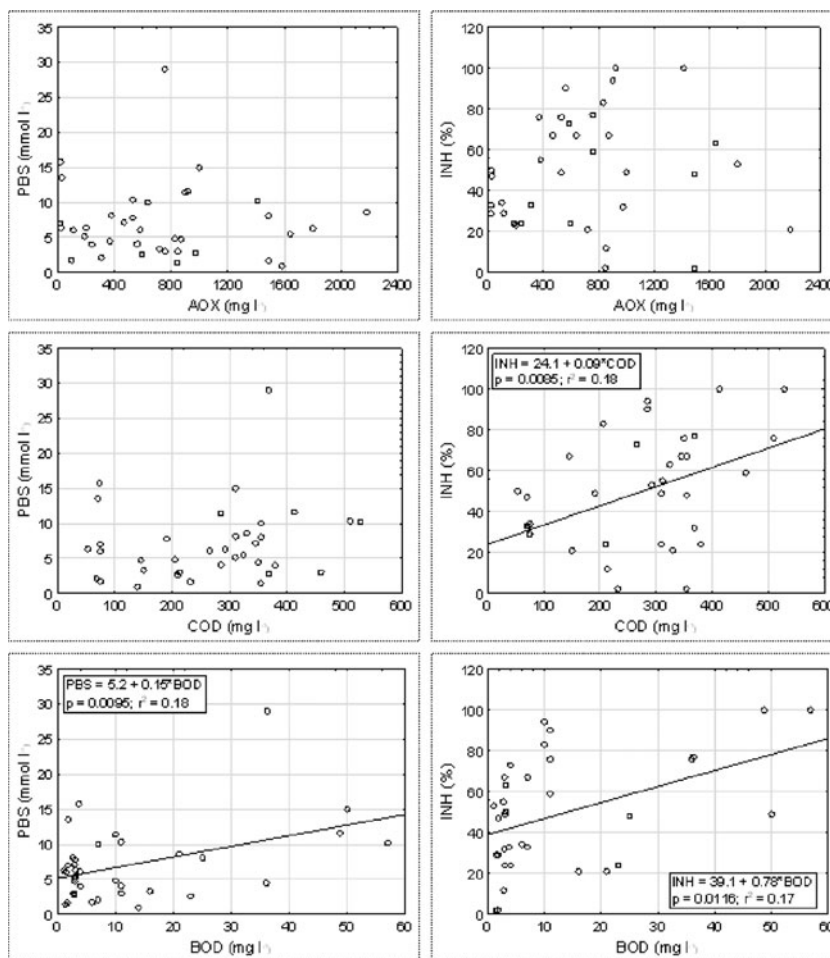 PBS (mmol l
35
30
25
20
15
10
5
0
0 400 800 1200 1600 2000 2400
AOX (mg l
INH (%)
120
100
80
60
40
20
0
0 400 800 1200 1600 2000 2400
AOX (mg l
PBS (mmol l
35
30
25
20
15
10
5
0
0 100 200 300 400 500 600
COD (mg l
INH = 24.1 + 0.09*COD
p = 0.0085; r² = 0.18
INH (%)
120
100
80
60
40
20
0
0 100 200 300 400 500 600
COD (mg l
PBS = 5.2 + 0.15*BOD
p = 0.0095; r² = 0.18
PBS (mmol l
35
30
25
20
15
10
5
0
0 10 20 30 40 50 60
BOD (mg l
INH (%)
120
100
80
60
40
20
0
INH = 39.1 + 0.78*BOD
p = 0.0116; r² = 0.17
0 10 20 30 40 50 60
BOD (mg l